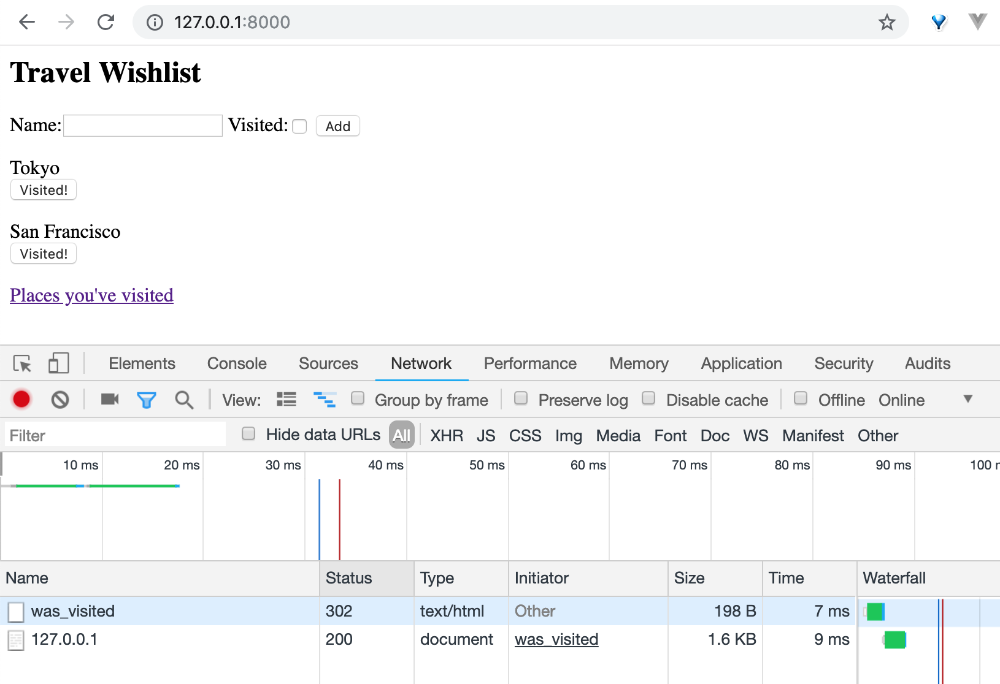 127.0.0.1:8000
Travel Wishlist
Name: Visited: Add
Tokyo
Visited!
San Francisco
Visited!
Places you've visited
Elements Console Sources Network Performance Memory Application Security Audits
View: Group by frame Preserve log Disable cache Offline Online
Filter Hide data URLs All XHR JS CSS Img Media Font Doc WS Manifest Other
10 ms 20 ms 30 ms 40 ms 50 ms 60 ms 70 ms 80 ms 90 ms 100 m
Name Status Type Initiator Size Time Waterfall
was_visited 302 text/html Other 198 B 7 ms
127.0.0.1 200 document was_visited 1.6 KB 9 ms